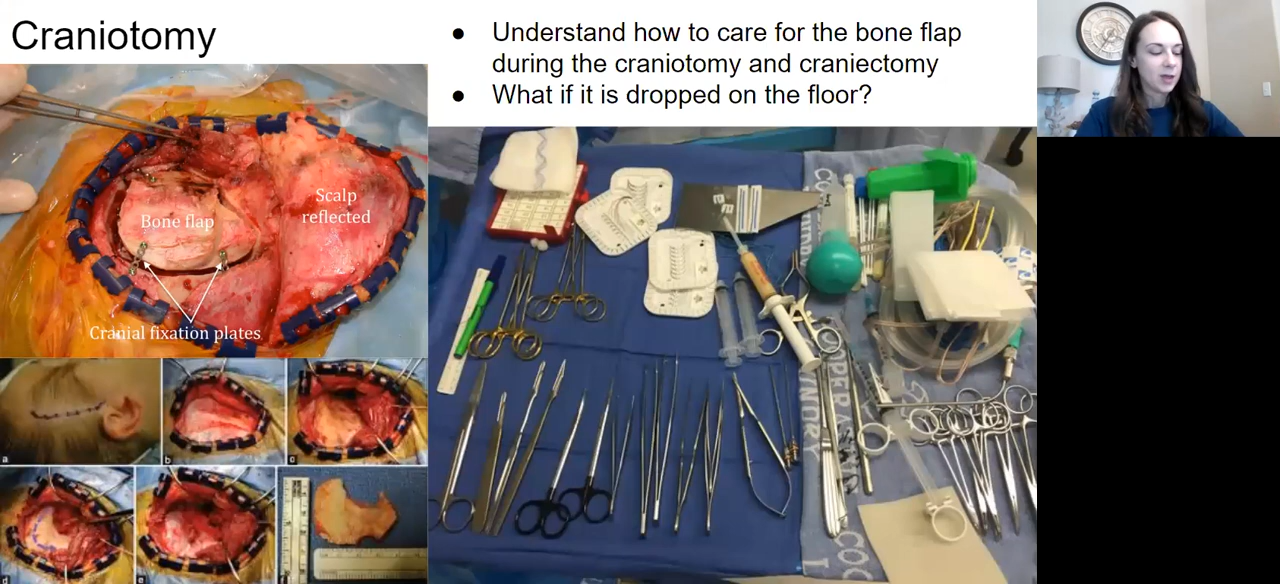 Craniotomy
● Understand how to care for the bone flap
during the craniotomy and craniectomy
● What if it is dropped on the floor?
Bone flap
Scalp
reflected
Cranial fixation plates
a
b
c
d
e
f